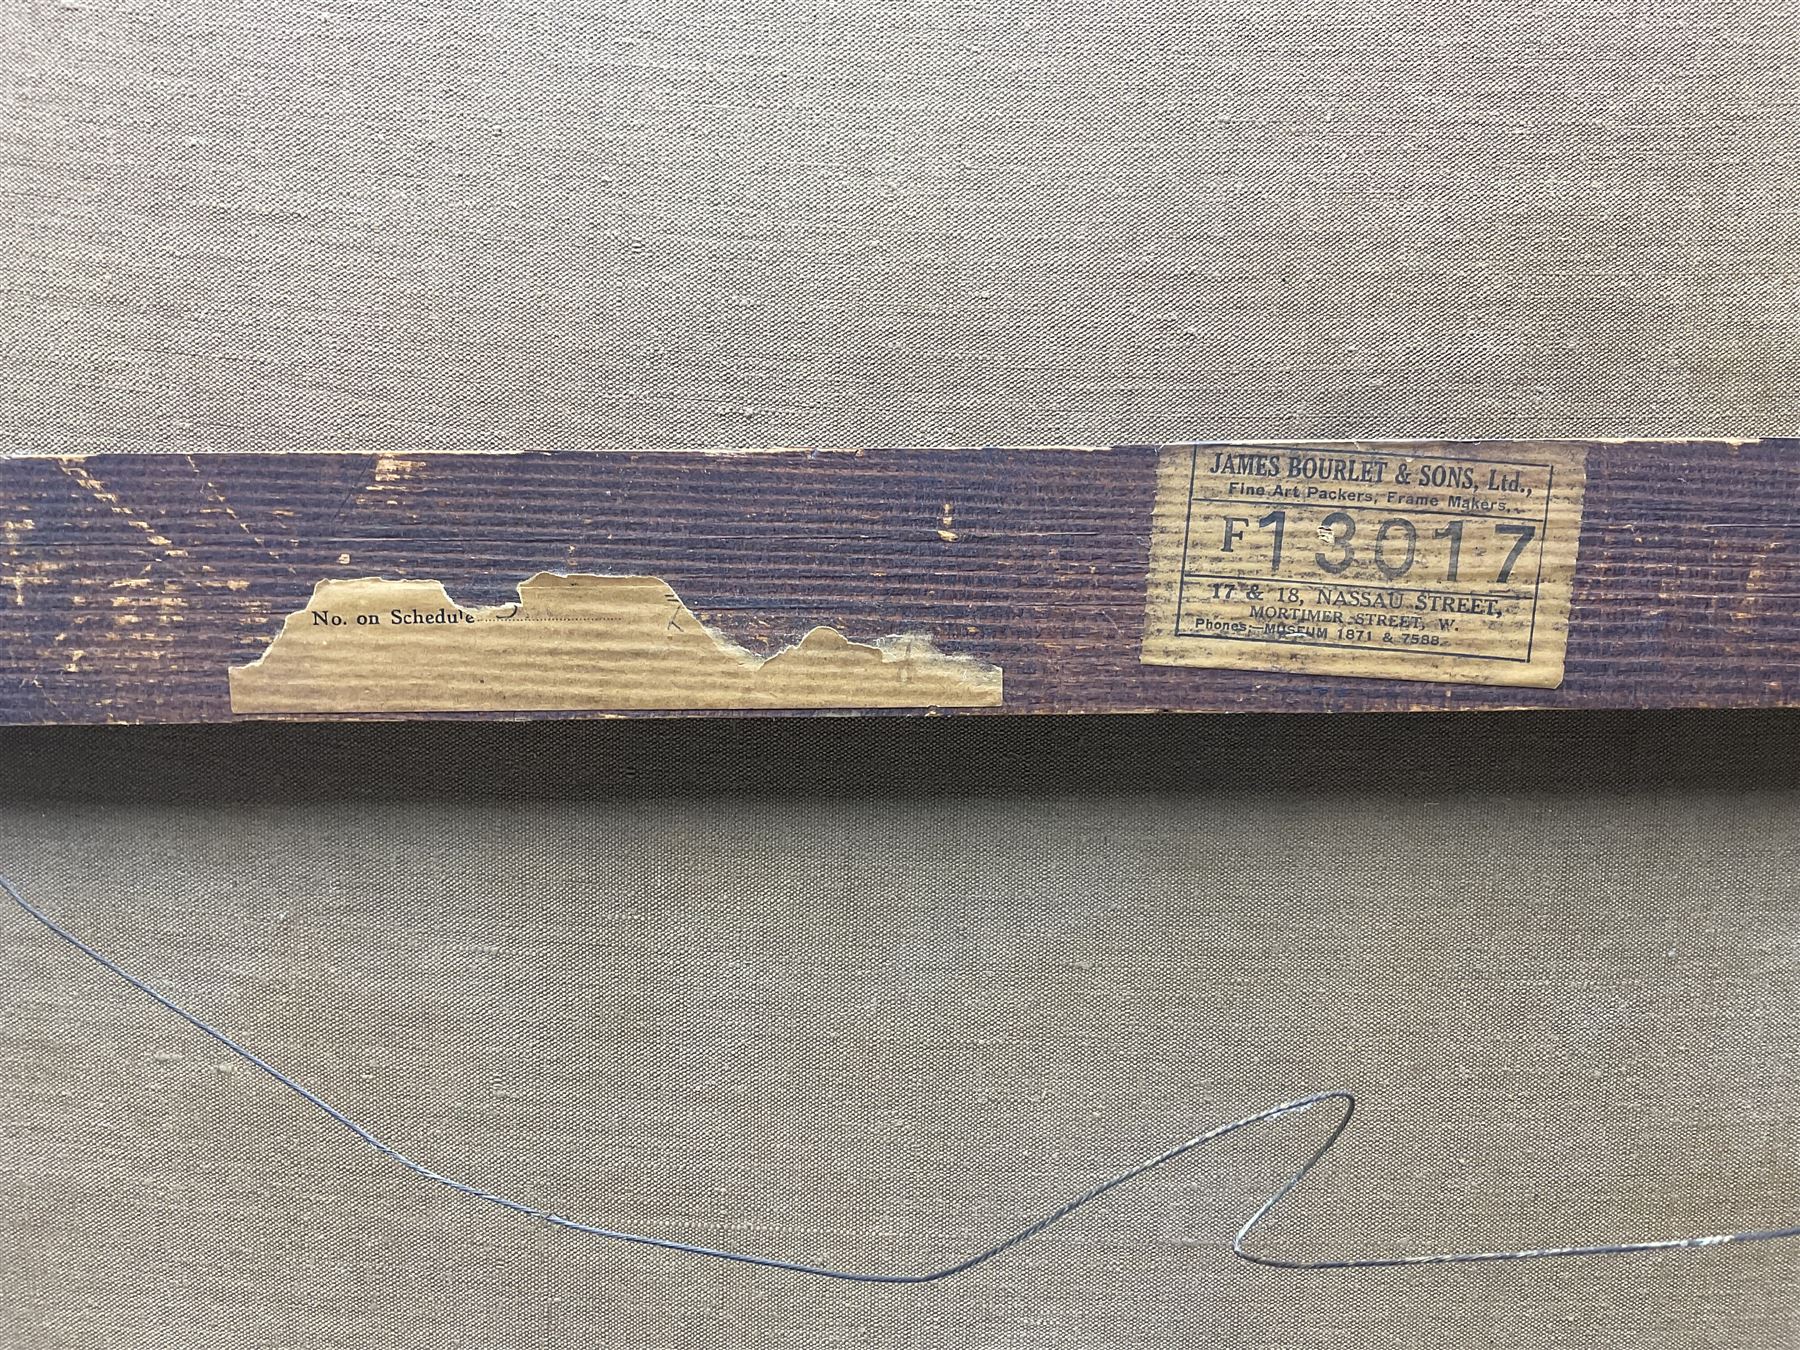 No. on Schedule
JAMES BOURLET & SONS, Ltd.,
Fine Art Packers, Frame Makers,
F13017
17 & 18, NASSAU STREET,
MORTIMER STREET, W.
Phones:- MUSEUM 1871 & 7588.